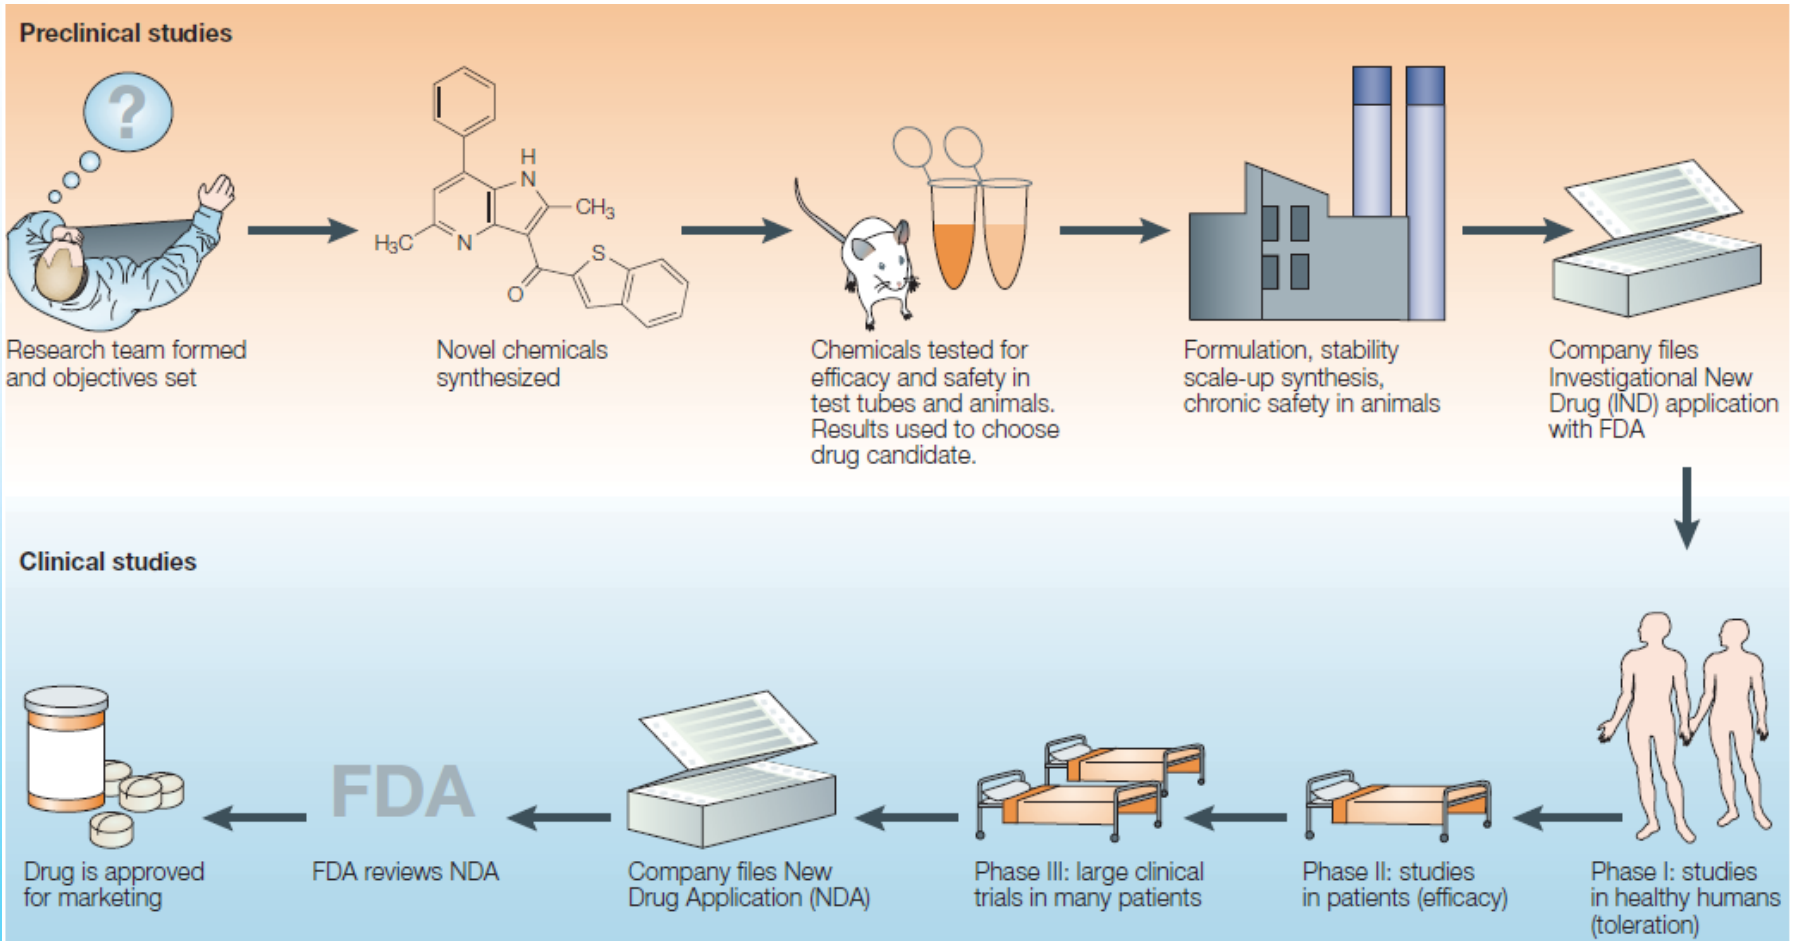 Preclinical studies
?
H
N
CH3
H3C
N
S
O
Research team formed
and objectives set
Novel chemicals
synthesized
Chemicals tested for
efficacy and safety in
test tubes and animals.
Results used to choose
drug candidate.
Formulation, stability
scale-up synthesis,
chronic safety in animals
Company files
Investigational New
Drug (IND) application
with FDA
Clinical studies
FDA
Drug is approved
for marketing
FDA reviews NDA
Company files New
Drug Application (NDA)
Phase III: large clinical
trials in many patients
Phase II: studies
in patients (efficacy)
Phase I: studies
in healthy humans
(toleration)